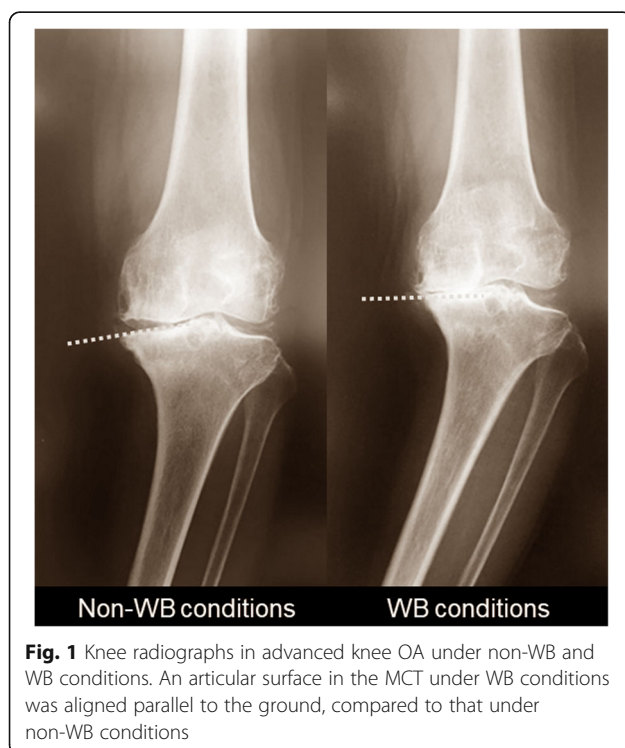 Non-WB conditions
WB conditions
Fig. 1 Knee radiographs in advanced knee OA under non-WB and
WB conditions. An articular surface in the MCT under WB conditions
was aligned parallel to the ground, compared to that under
non-WB conditions